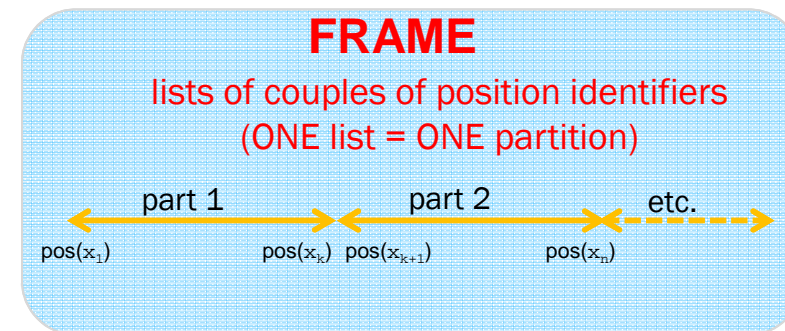 FRAME
lists of couples of position identifiers
(ONE list = ONE partition)
part 1 part 2 etc.
pos(x₁) pos(xₖ) pos(xₖ₊₁) pos(xₙ)